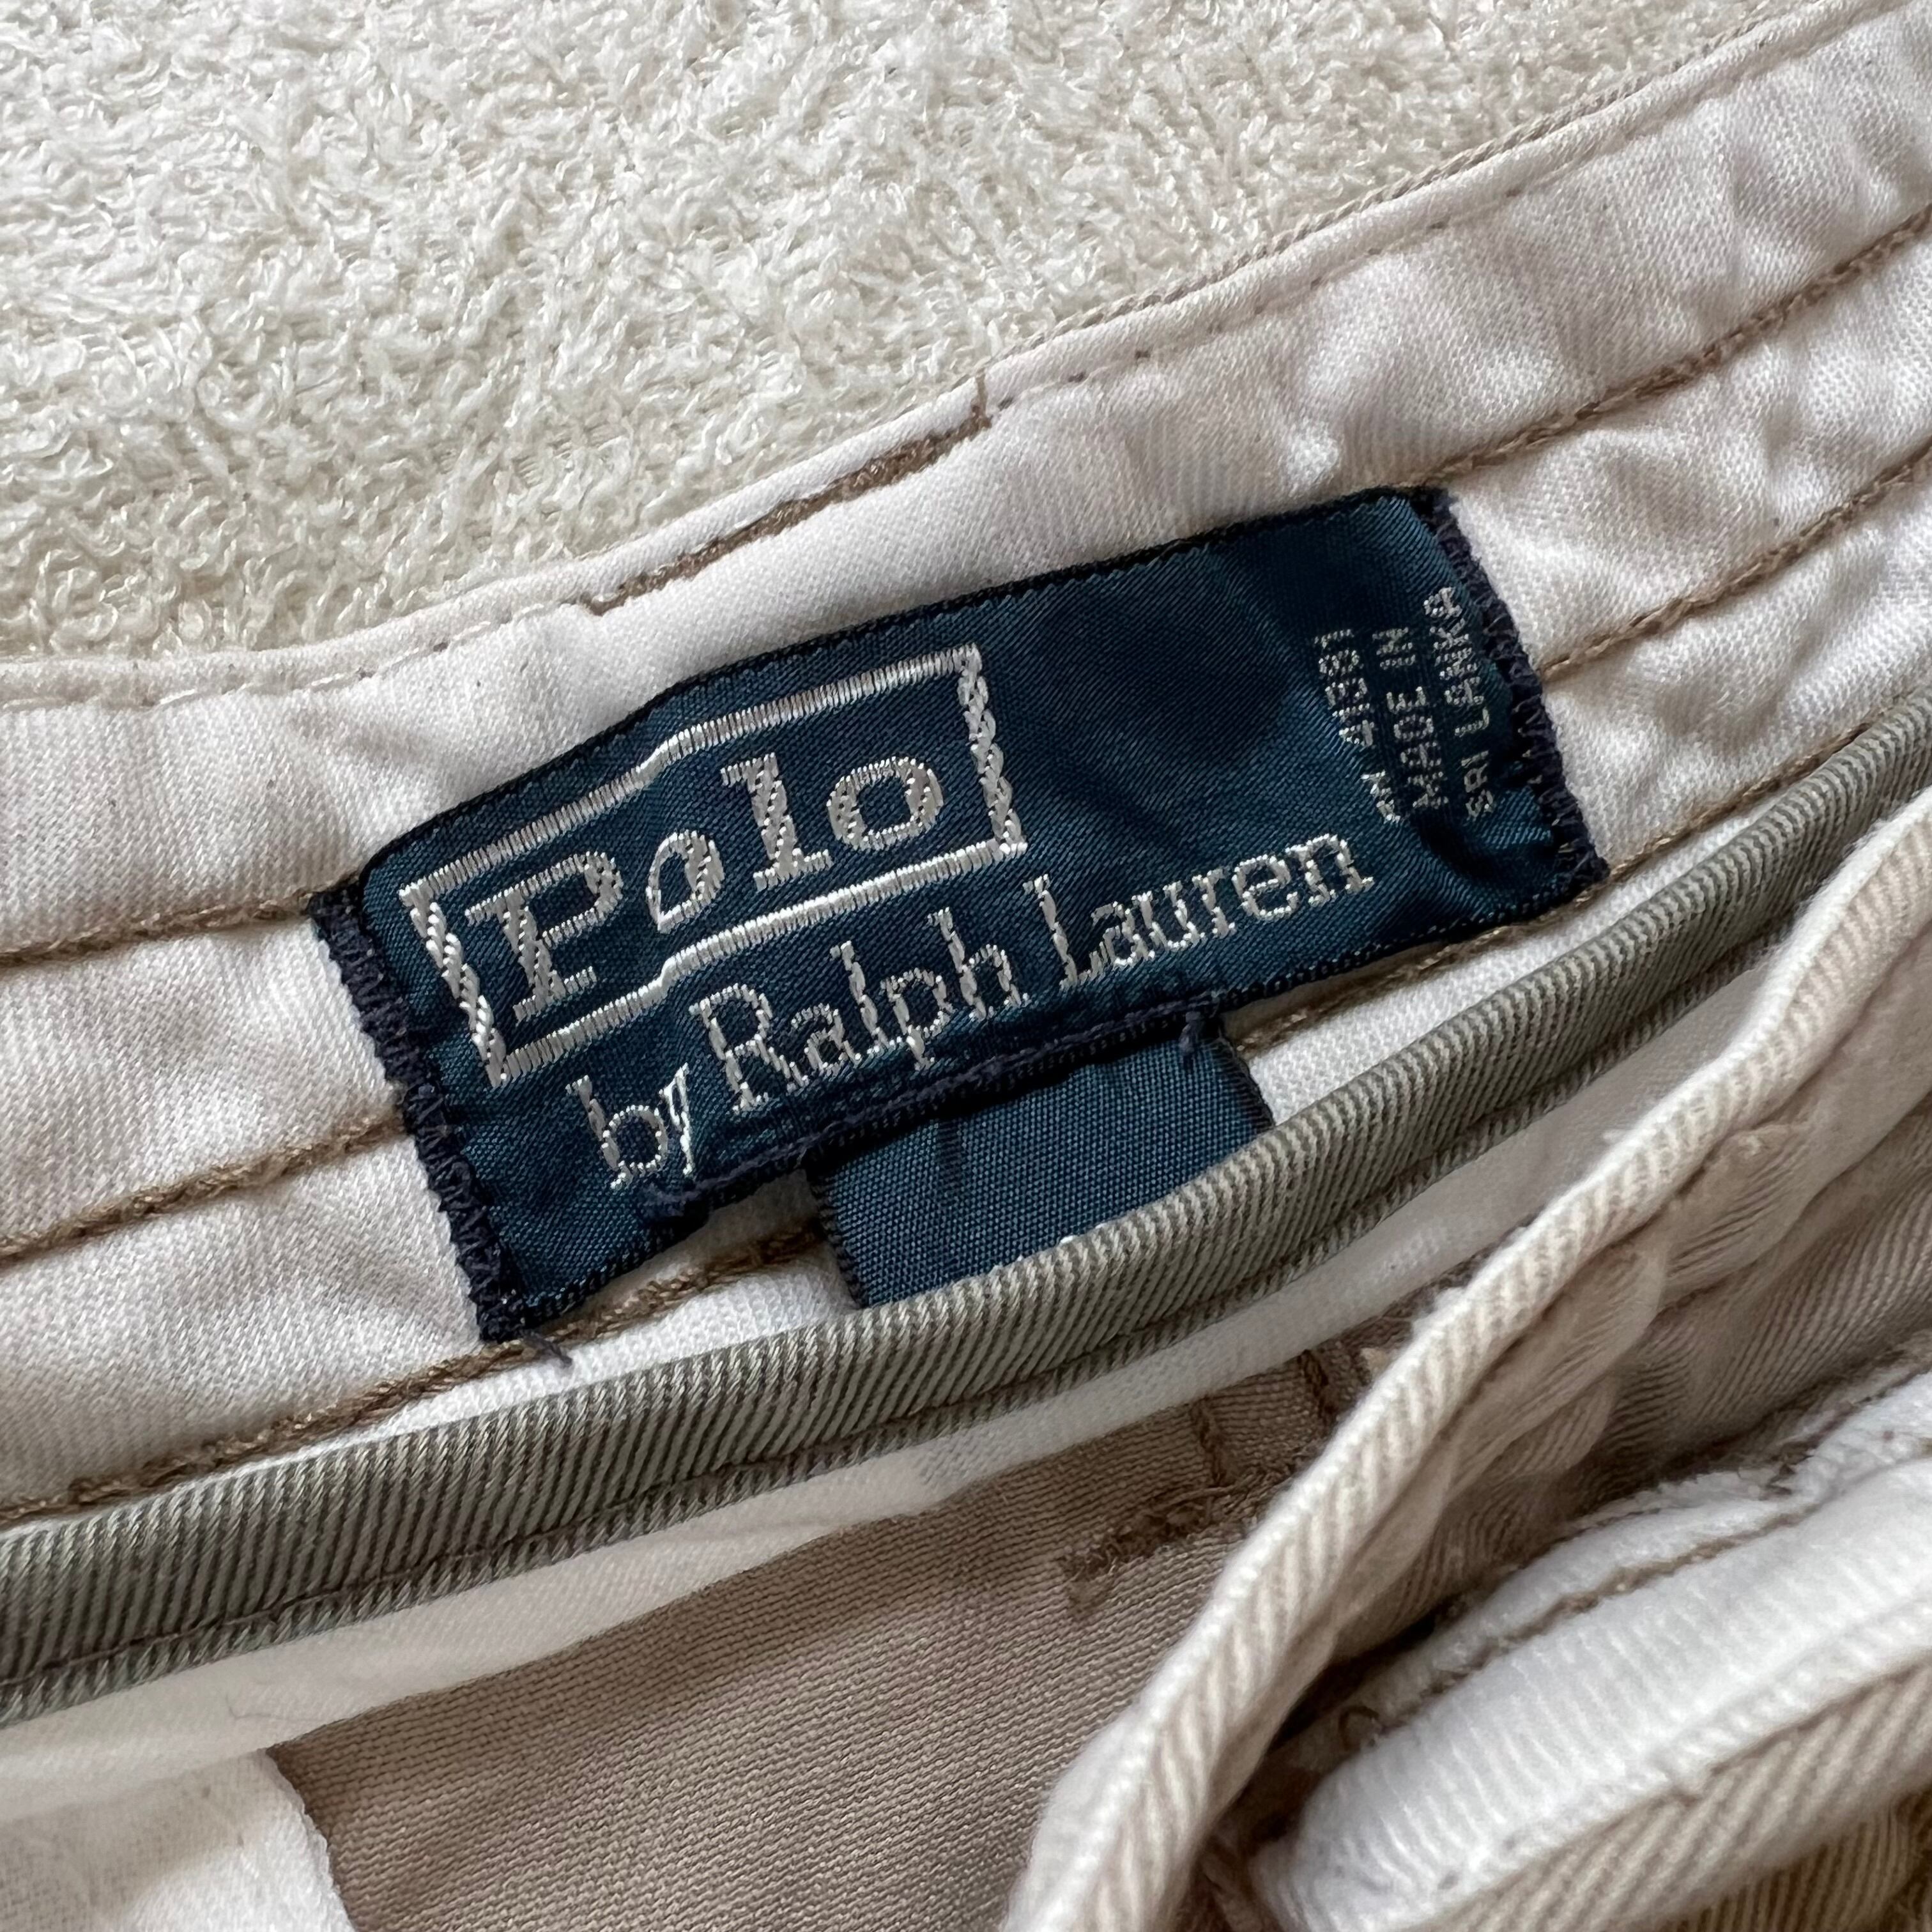 Polo
by Ralph Lauren
MADE IN
SRI LANKA